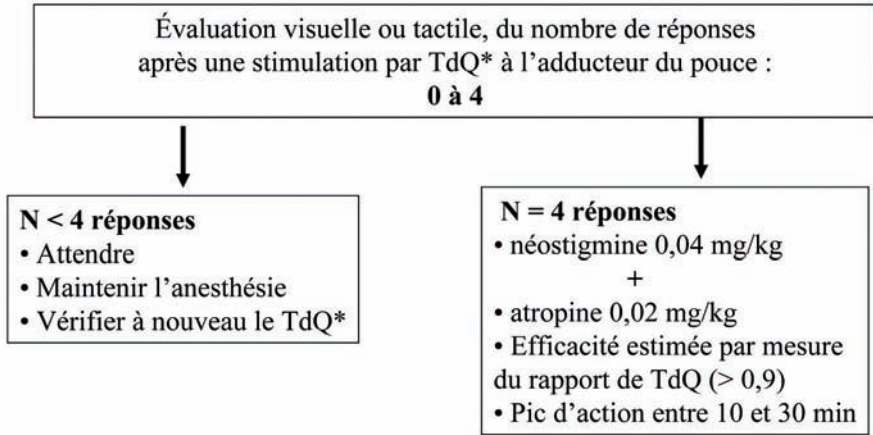 Évaluation visuelle ou tactile, du nombre de réponses
après une stimulation par TdQ* à l’adducteur du pouce :
0 à 4
N < 4 réponses
• Attendre
• Maintenir l’anesthésie
• Vérifier à nouveau le TdQ*
N = 4 réponses
• néostigmine 0,04 mg/kg
+
• atropine 0,02 mg/kg
• Efficacité estimée par mesure
du rapport de TdQ (> 0,9)
• Pic d’action entre 10 et 30 min